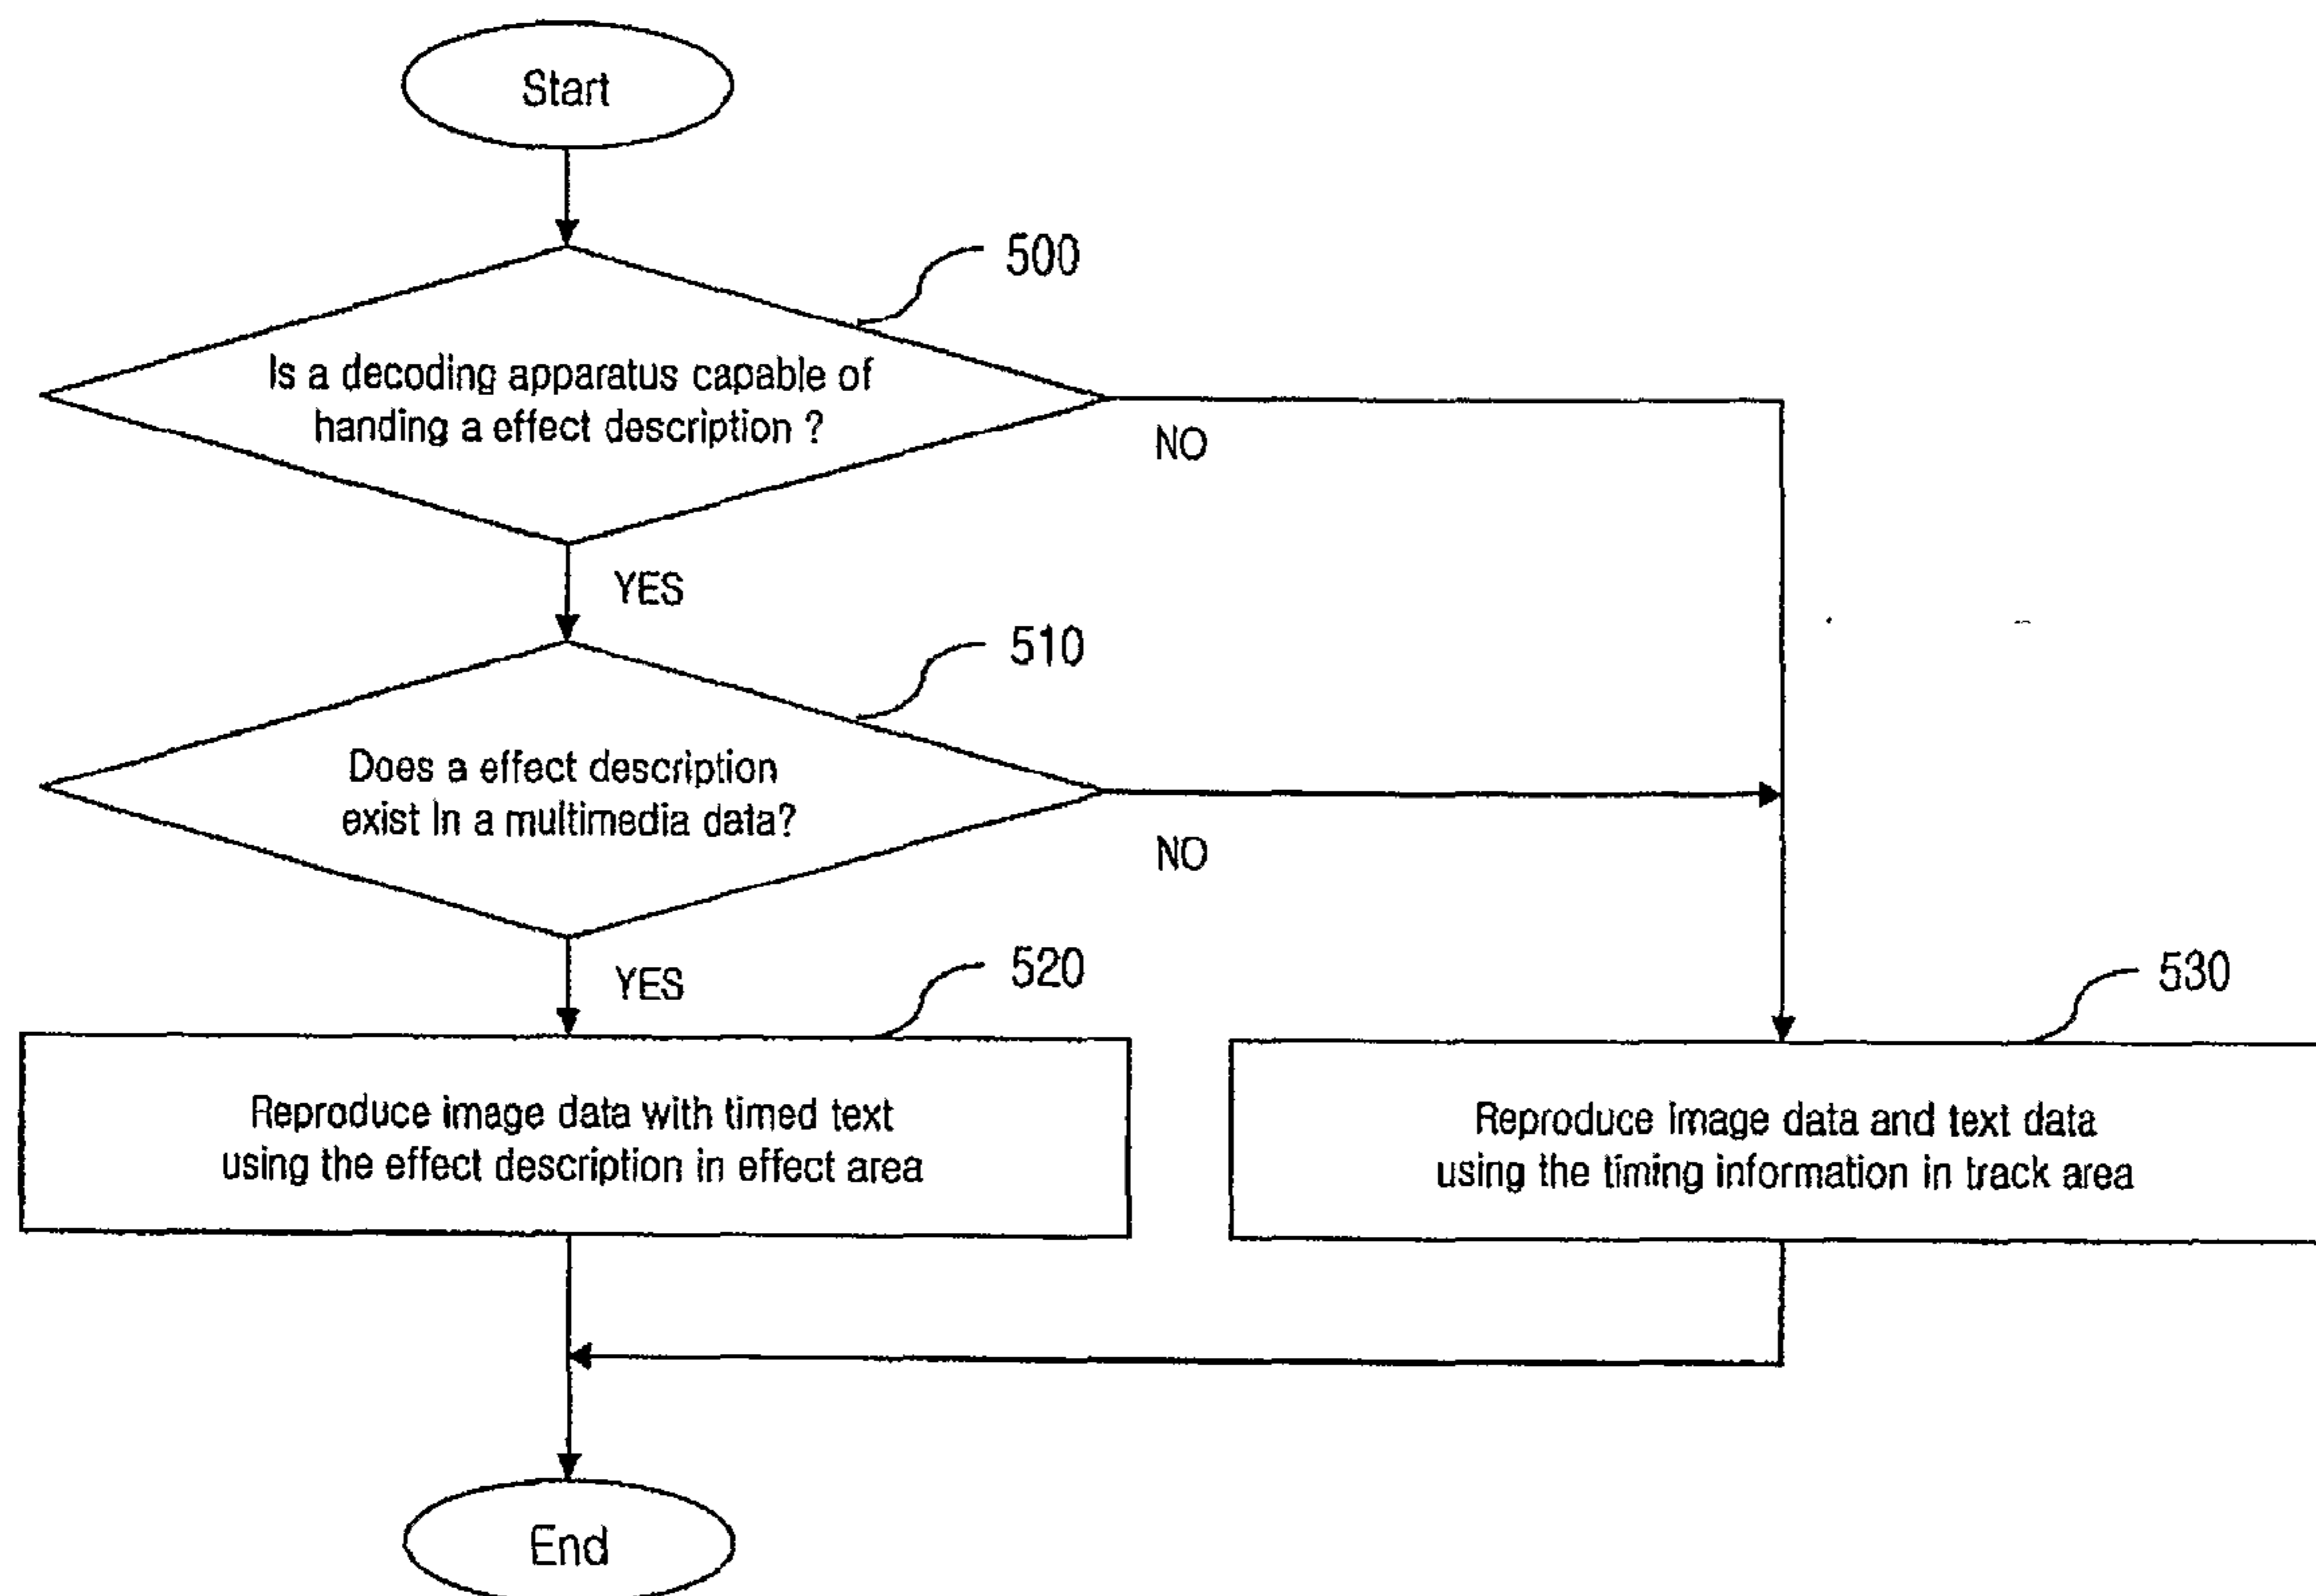 Start
500
Is a decoding apparatus capable of
handing a effect description ?
NO
YES
510
Does a effect description
exist In a multimedia data?
NO
YES
520
530
Reproduce image data with timed text
using the effect description in effect area
Reproduce image data and text data
using the timing information in track area
End